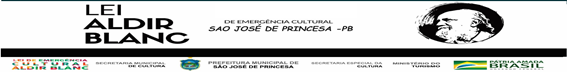 LEI
ALDIR
BLANC
DE EMERGÊNCIA CULTURAL
SAO JOSÉ DE PRINCESA -PB
LEI DE EMERGÊNCIA
CULTURAL
ALDIR BLANC
SECRETARIA MUNICIPAL
DE CULTURA
PREFEITURA MUNICIPAL DE
SÃO JOSÉ DE PRINCESA
SECRETARIA ESPECIAL DA
CULTURA
MINISTÉRIO DO
TURISMO
PÁTRIA AMADA
BRASIL